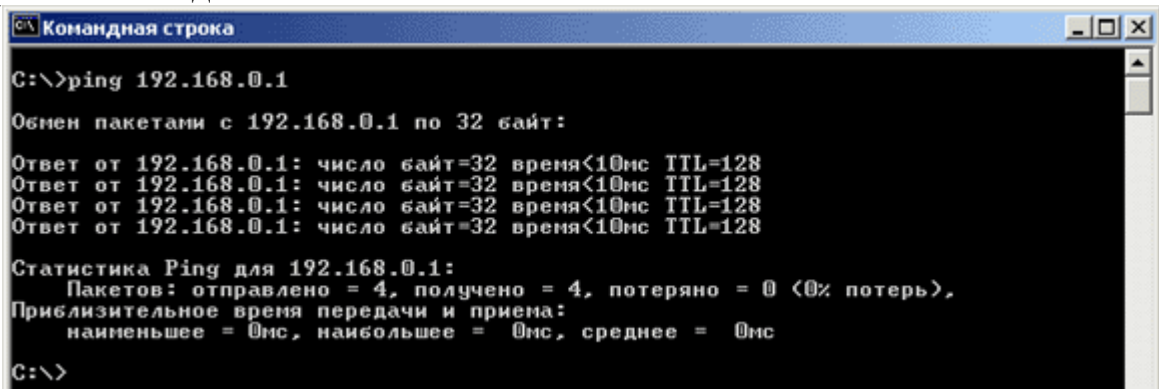 Командная строка
C:\>ping 192.168.0.1
Обмен пакетами с 192.168.0.1 по 32 байт:
Ответ от 192.168.0.1: число байт=32 время<10мс TTL=128
Ответ от 192.168.0.1: число байт=32 время<10мс TTL=128
Ответ от 192.168.0.1: число байт=32 время<10мс TTL=128
Ответ от 192.168.0.1: число байт=32 время<10мс TTL=128
Статистика Ping для 192.168.0.1:
Пакетов: отправлено = 4, получено = 4, потеряно = 0 (0% потерь),
Приблизительное время передачи и приема:
наименьшее = 0мс, наибольшее =  0мс, среднее =  0мс
C:\>